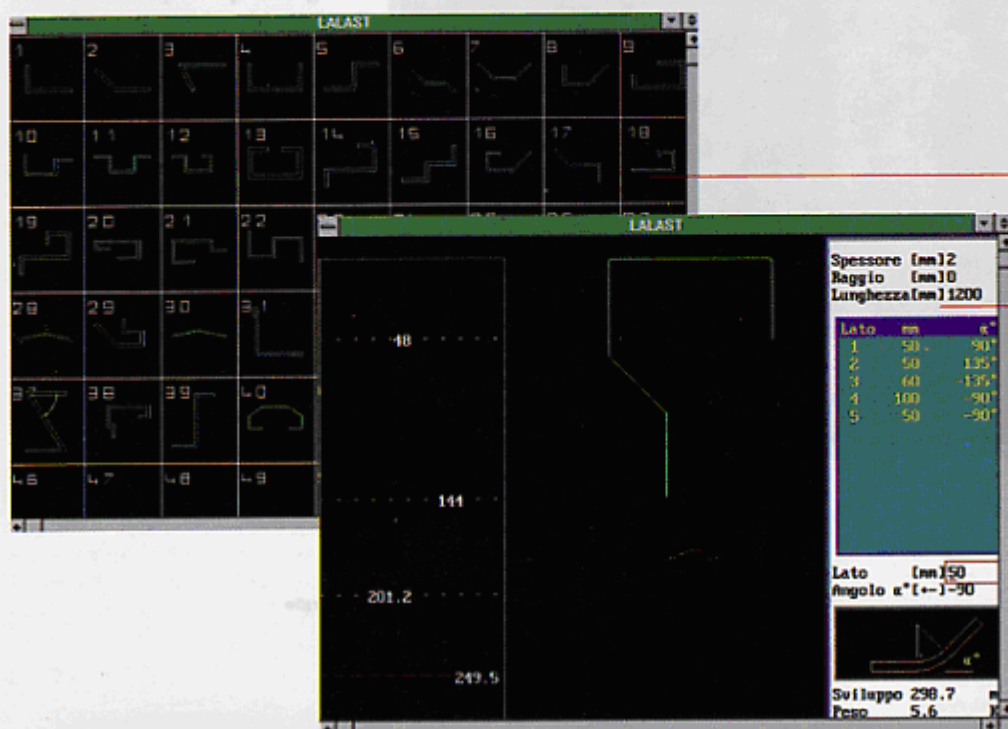 LALAST
1 2 3 4 5 6 7 8 9
10 11 12 13 14 15 16 17 18
19 20 21 22
28 29 30 31
37 38 39 40
46 47 48 49
LALAST
48
144
201.2
249.5
Spessore [mm]2
Raggio [mm]0
Lunghezza[mm]1200
Lato mm α°
1 50 90°
2 50 135°
3 60 -135°
4 100 -90°
5 50 -90°
Lato [mm]50
Angolo α°[+-]-90
α°
Sviluppo 298.7 m
Peso 5.6